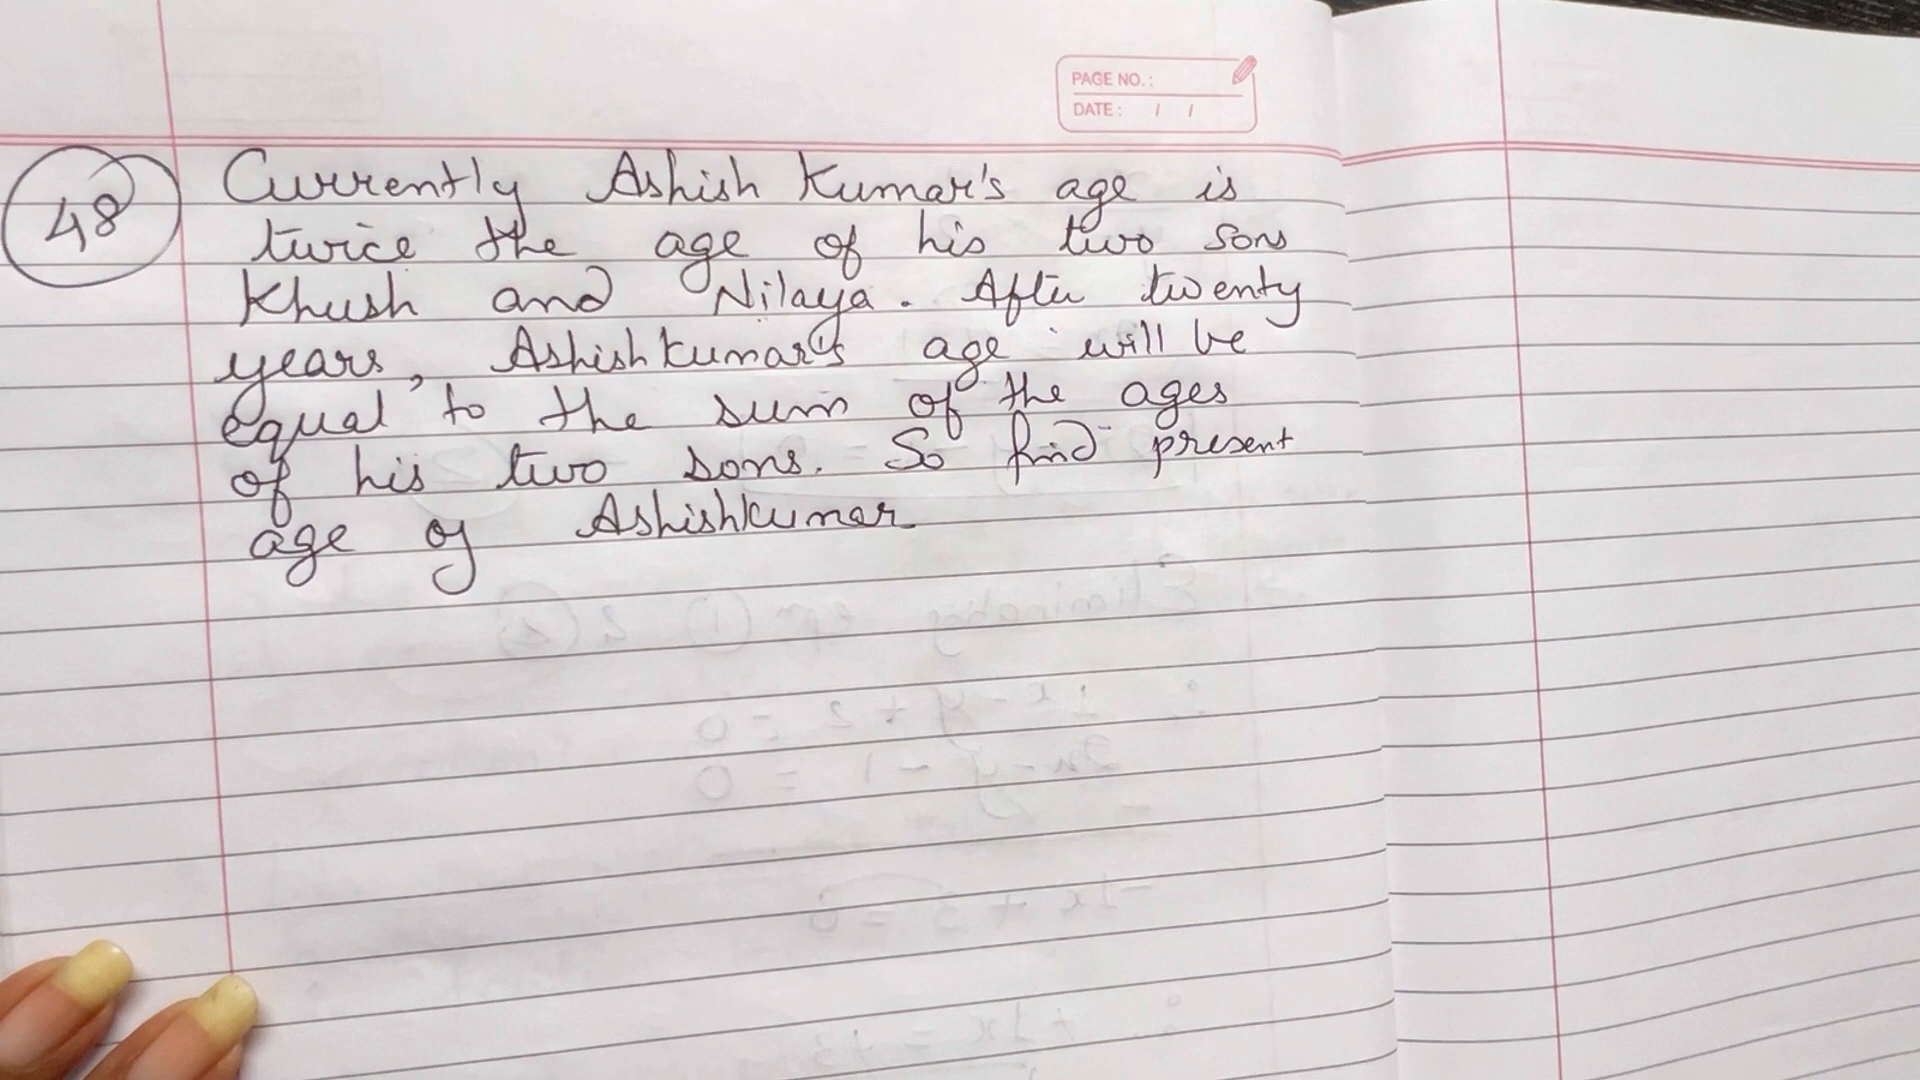 PAGE NO.:
DATE: / /
48
Currently Ashish Kumar's age is
twice the age of his two sons
Khush and Nilaya. After twenty
years, Ashishkumar's age will be
equal to the sum of the ages
of his two sons. So find present
age of Ashishkumar